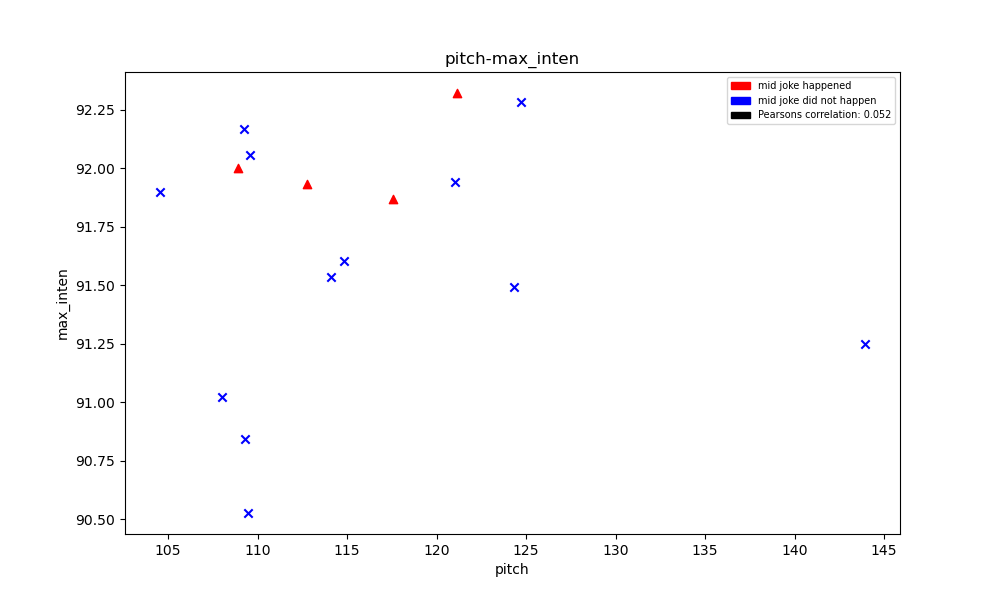 pitch-max_inten
mid joke happened
mid joke did not happen
Pearsons correlation: 0.052
max_inten
92.25
92.00
91.75
91.50
91.25
91.00
90.75
90.50
105 110 115 120 125 130 135 140 145
pitch